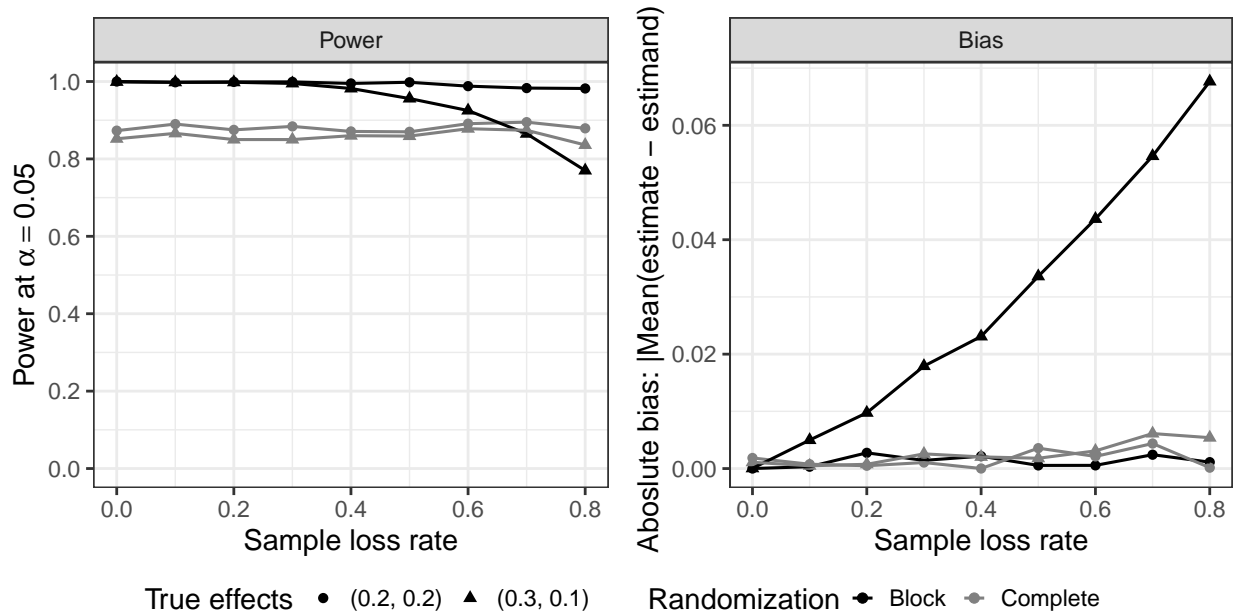 Power
Bias
Power at α = 0.05
1.0
0.8
0.6
0.4
0.2
0.0
0.0 0.2 0.4 0.6 0.8
Sample loss rate
Aboslute bias: |Mean(estimate − estimand)
0.06
0.04
0.02
0.00
0.0 0.2 0.4 0.6 0.8
Sample loss rate
True effects (0.2, 0.2) (0.3, 0.1) Randomization Block Complete